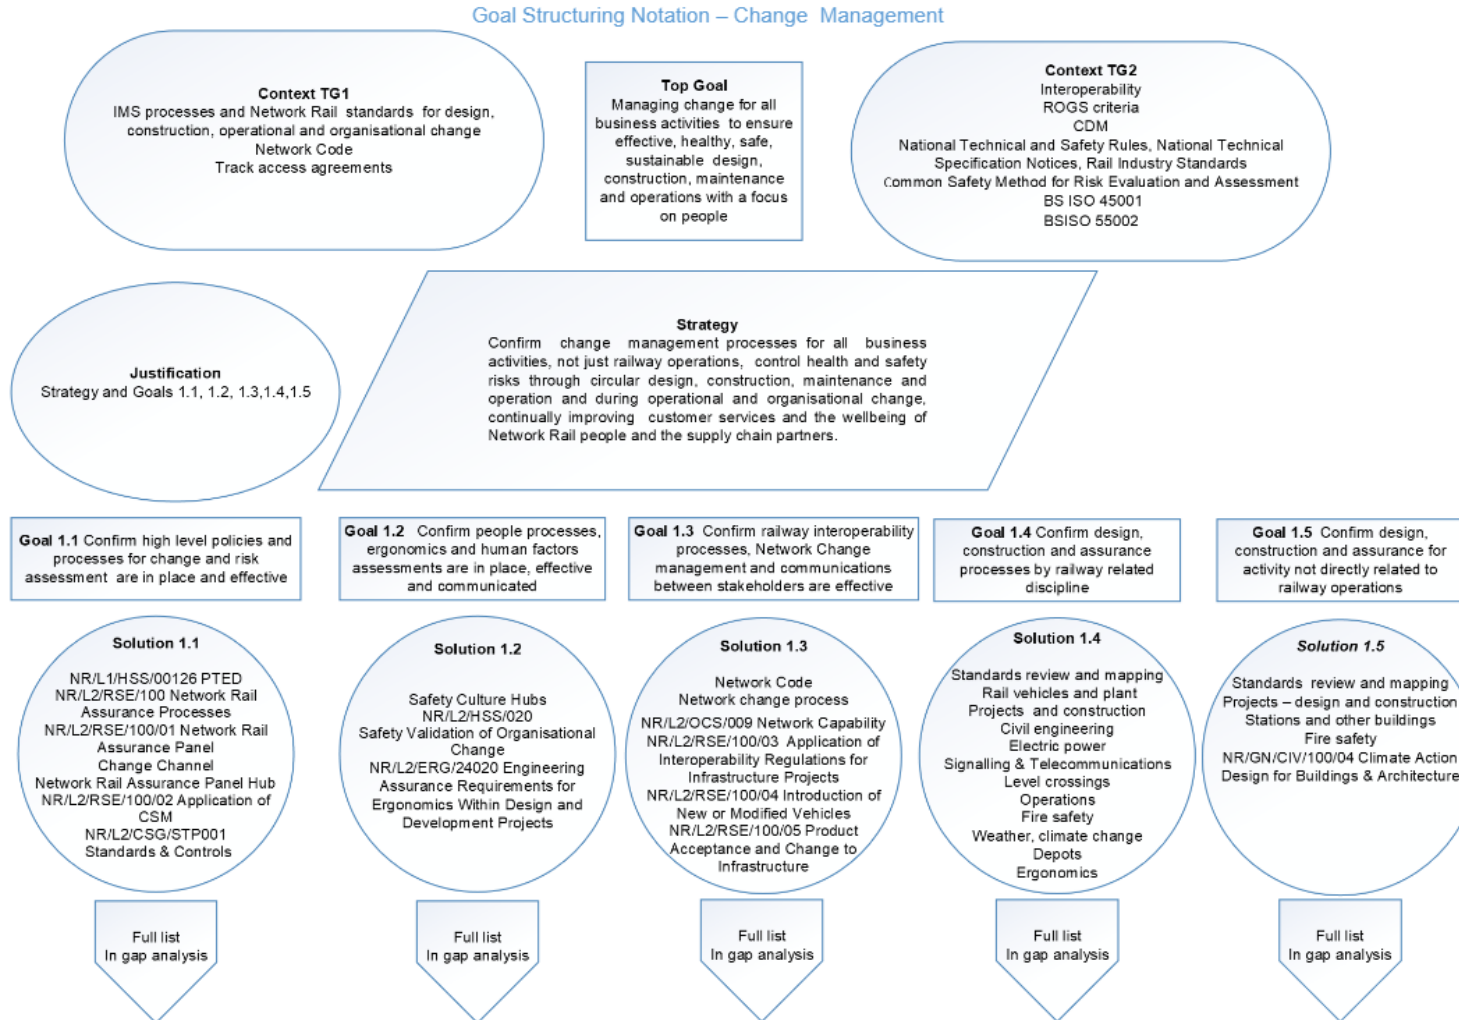 Goal Structuring Notation – Change Management
Context TG1
IMS processes and Network Rail standards for design,
construction, operational and organisational change
Network Code
Track access agreements
Top Goal
Managing change for all
business activities to ensure
effective, healthy, safe,
sustainable design,
construction, maintenance
and operations with a focus
on people
Context TG2
Interoperability
ROGS criteria
CDM
National Technical and Safety Rules, National Technical
Specification Notices, Rail Industry Standards
Common Safety Method for Risk Evaluation and Assessment
BS ISO 45001
BSISO 55002
Justification
Strategy and Goals 1.1, 1.2, 1.3,1.4,1.5
Strategy
Confirm change management processes for all business
activities, not just railway operations, control health and safety
risks through circular design, construction, maintenance and
operation and during operational and organisational change,
continually improving customer services and the wellbeing of
Network Rail people and the supply chain partners.
Goal 1.1 Confirm high level policies and
processes for change and risk
assessment are in place and effective
Goal 1.2 Confirm people processes,
ergonomics and human factors
assessments are in place, effective
and communicated
Goal 1.3 Confirm railway interoperability
processes, Network Change
management and communications
between stakeholders are effective
Goal 1.4 Confirm design,
construction and assurance
processes by railway related
discipline
Goal 1.5 Confirm design,
construction and assurance for
activity not directly related to
railway operations
Solution 1.1
NR/L1/HSS/00126 PTED
NR/L2/RSE/100 Network Rail
Assurance Processes
NR/L2/RSE/100/01 Network Rail
Assurance Panel
Change Channel
Network Rail Assurance Panel Hub
NR/L2/RSE/100/02 Application of
CSM
NR/L2/CSG/STP001
Standards & Controls
Solution 1.2
Safety Culture Hubs
NR/L2/HSS/020
Safety Validation of Organisational
Change
NR/L2/ERG/24020 Engineering
Assurance Requirements for
Ergonomics Within Design and
Development Projects
Solution 1.3
Network Code
Network change process
NR/L2/OCS/009 Network Capability
NR/L2/RSE/100/03 Application of
Interoperability Regulations for
Infrastructure Projects
NR/L2/RSE/100/04 Introduction of
New or Modified Vehicles
NR/L2/RSE/100/05 Product
Acceptance and Change to
Infrastructure
Solution 1.4
Standards review and mapping
Rail vehicles and plant
Projects and construction
Civil engineering
Electric power
Signalling & Telecommunications
Level crossings
Operations
Fire safety
Weather, climate change
Depots
Ergonomics
Solution 1.5
Standards review and mapping
Projects – design and construction
Stations and other buildings
Fire safety
NR/GN/CIV/100/04 Climate Action
Design for Buildings & Architecture
Full list
In gap analysis
Full list
In gap analysis
Full list
In gap analysis
Full list
In gap analysis
Full list
In gap analysis